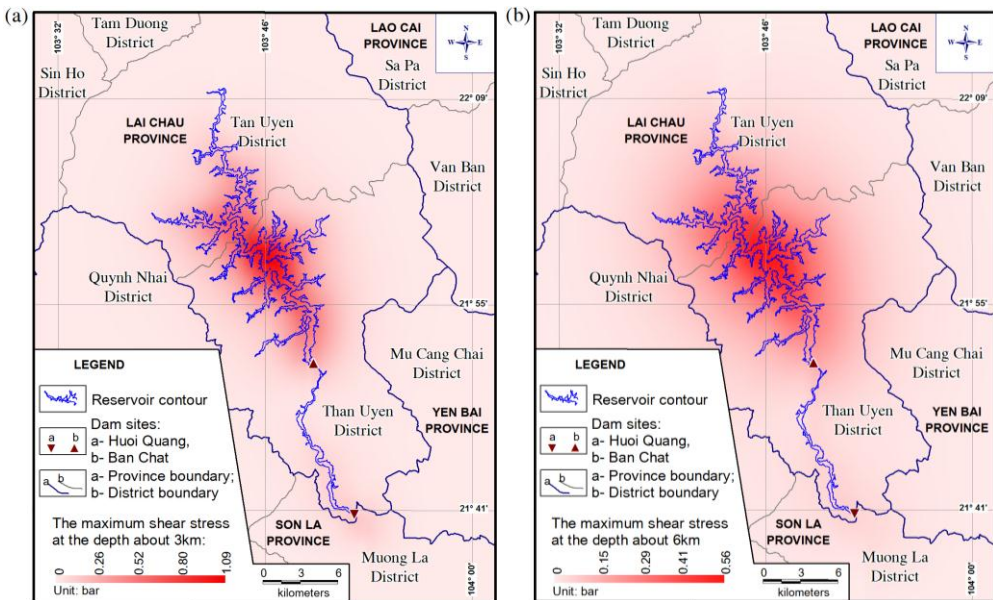 (a)
103° 32'
Tam Duong
District
103° 46'
LAO CAI
PROVINCE
N
W E
S
Sin Ho
District
Sa Pa
District
22° 09'
LAI CHAU
PROVINCE
Tan Uyen
District
Van Ban
District
Quynh Nhai
District
21° 55'
Mu Cang Chai
District
LEGEND
Reservoir contour
Than Uyen
District
YEN BAI
PROVINCE
a b
Dam sites:
a- Huoi Quang,
b- Ban Chat
a b
a- Province boundary;
b- District boundary
21° 41'
The maximum shear stress
at the depth about 3km:
SON LA
PROVINCE
Muong La
District
0 0.26 0.52 0.80 1.09
Unit: bar
0 3 6
kilometers
104° 00'
(b)
103° 32'
Tam Duong
District
103° 46'
LAO CAI
PROVINCE
N
W E
S
Sin Ho
District
Sa Pa
District
22° 09'
LAI CHAU
PROVINCE
Tan Uyen
District
Van Ban
District
Quynh Nhai
District
21° 55'
Mu Cang Chai
District
LEGEND
Reservoir contour
Than Uyen
District
YEN BAI
PROVINCE
a b
Dam sites:
a- Huoi Quang,
b- Ban Chat
a b
a- Province boundary;
b- District boundary
21° 41'
The maximum shear stress
at the depth about 6km
SON LA
PROVINCE
Muong La
District
0 0.15 0.29 0.41 0.56
Unit: bar
0 3 6
kilometers
104° 00'